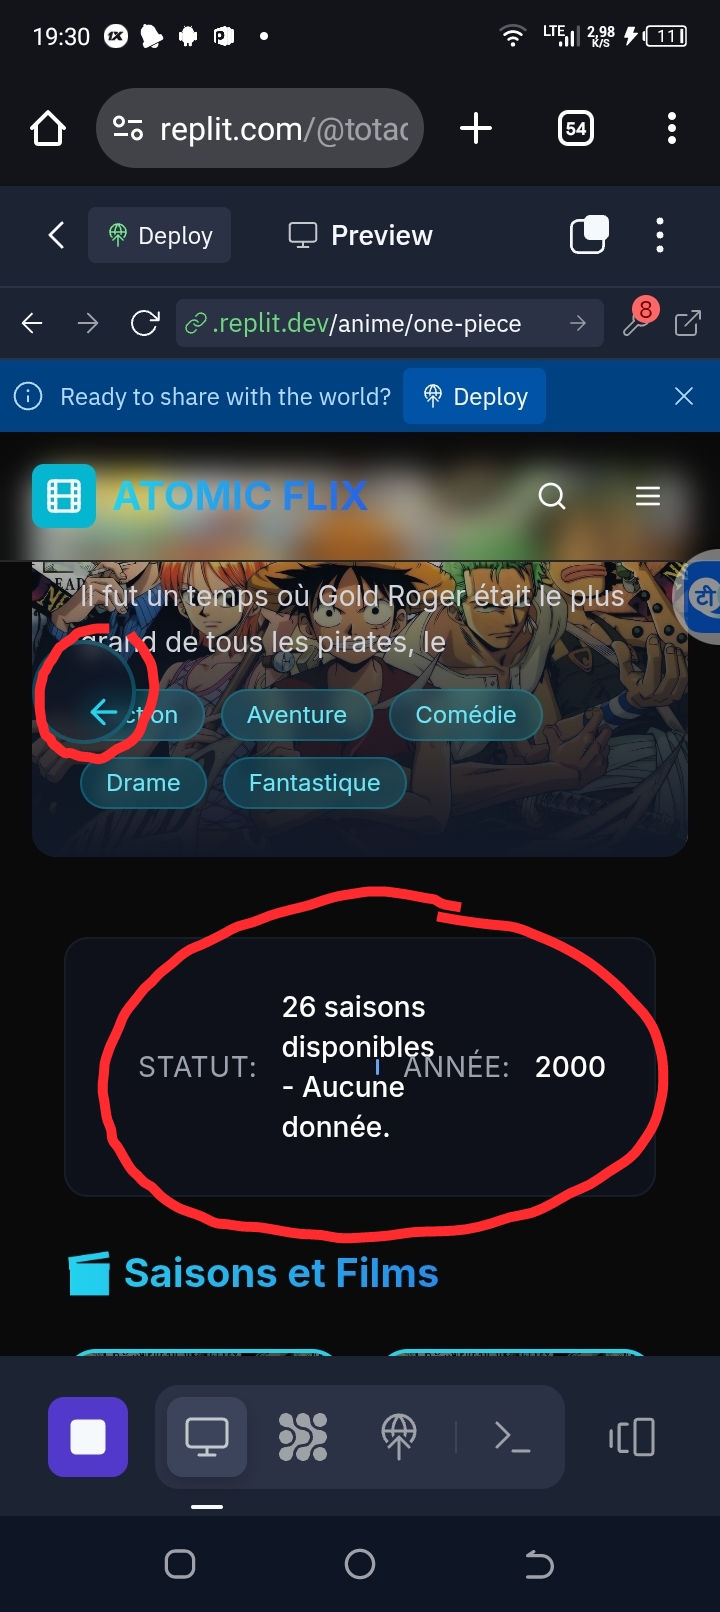 19:30
LTE
2,98
K/S
11
replit.com/@totac
54
Deploy
Preview
.replit.dev/anime/one-piece
8
Ready to share with the world?
Deploy
ATOMIC FLIX
Il fut un temps où Gold Roger était le plus
grand de tous les pirates, le
ction
Aventure
Comédie
Drame
Fantastique
टी
STATUT:
26 saisons
disponibles
- Aucune
donnée.
ANNÉE:
2000
Saisons et Films